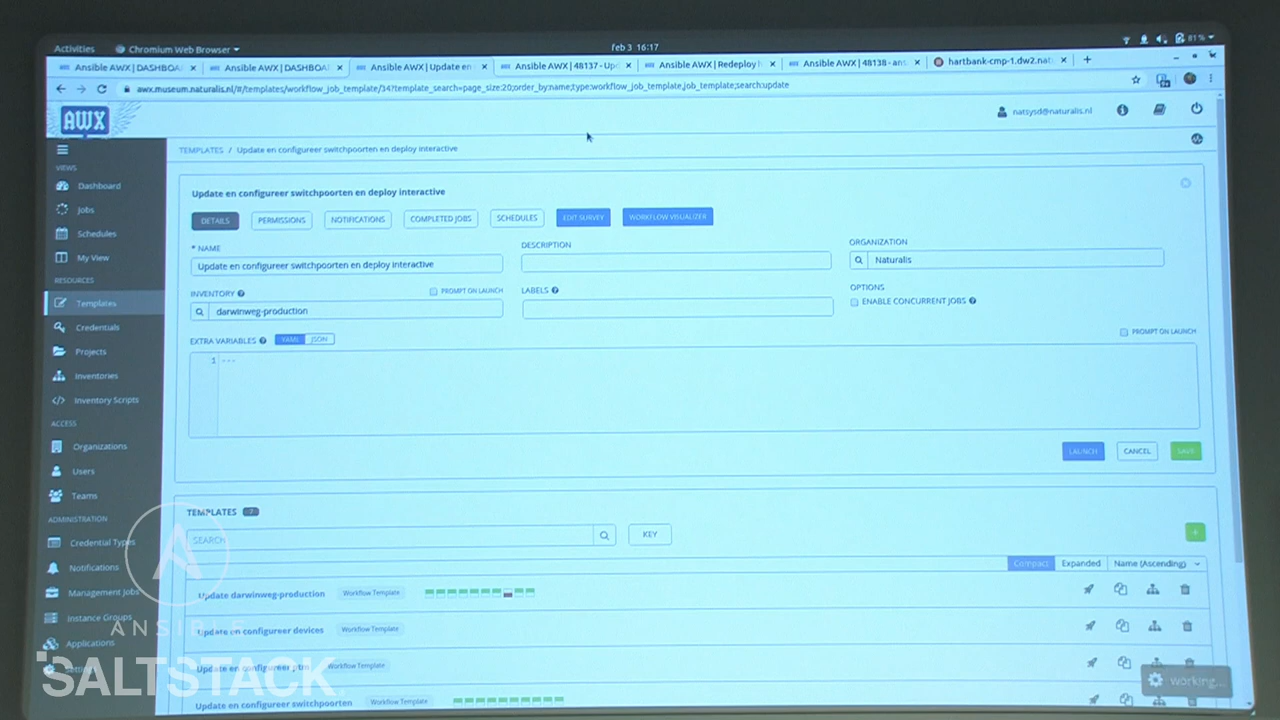 Activities Chromium Web Browser feb 3 16:17 81%
Ansible AWX | DASHBOA Ansible AWX | DASHBOA Ansible AWX | Update en Ansible AWX | 48137 - Upd Ansible AWX | Redeploy h Ansible AWX | 48138 - ans hartbank-cmp-1.dw2.nat
awx.museum.naturalis.nl/#/templates/workflow_job_template/34?template_search=page_size:20;order_by:name;type:workflow_job_template,job_template;search:update
AWX natsysd@naturalis.nl
TEMPLATES / Update en configureer switchpoorten en deploy interactive
VIEWS
Dashboard
Jobs
Schedules
My View
RESOURCES
Templates
Credentials
Projects
Inventories
Inventory Scripts
ACCESS
Organizations
Users
Teams
ADMINISTRATION
Credential Types
Notifications
Management Jobs
Instance Groups
Applications
Update en configureer switchpoorten en deploy interactive
DETAILS PERMISSIONS NOTIFICATIONS COMPLETED JOBS SCHEDULES EDIT SURVEY WORKFLOW VISUALIZER
* NAME DESCRIPTION ORGANIZATION
Update en configureer switchpoorten en deploy interactive Naturalis
INVENTORY PROMPT ON LAUNCH LABELS OPTIONS
darwinweg-production ENABLE CONCURRENT JOBS
EXTRA VARIABLES YAML JSON PROMPT ON LAUNCH
1 ---
LAUNCH CANCEL SAVE
TEMPLATES 7
SEARCH KEY
Compact Expanded Name (Ascending)
Update darwinweg-production Workflow Template
Update en configureer devices Workflow Template
Update en configureer ptm Workflow Template
Update en configureer switchpoorten Workflow Template
working...
ANSIBLE
SALTSTACK